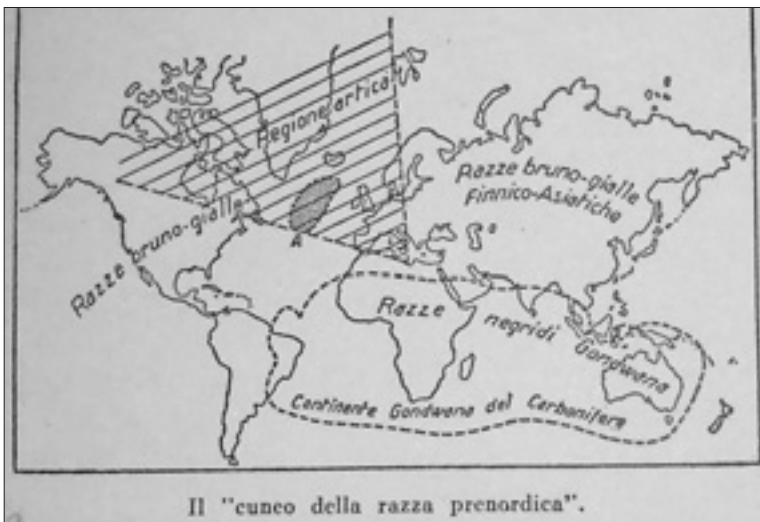 Regione artica
Razze bruno-gialle
Finnico-Asiatiche
Razze bruno-gialle
A
Razze
negridi
Gondwana
Continente Gondwana del Carbonifero
Il "cuneo della razza prenordica".